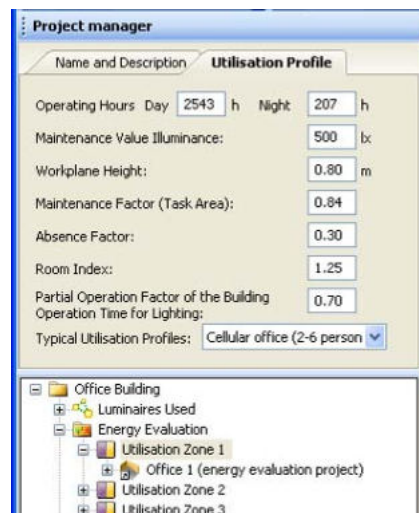 Project manager
Name and Description Utilisation Profile
Operating Hours Day 2543 h Night 207 h
Maintenance Value Illuminance: 500 lx
Workplane Height: 0.80 m
Maintenance Factor (Task Area): 0.84
Absence Factor: 0.30
Room Index: 1.25
Partial Operation Factor of the Building
Operation Time for Lighting: 0.70
Typical Utilisation Profiles: Cellular office (2-6 person
Office Building
Luminaires Used
Energy Evaluation
Utilisation Zone 1
Office 1 (energy evaluation project)
Utilisation Zone 2
Utilisation Zone 3